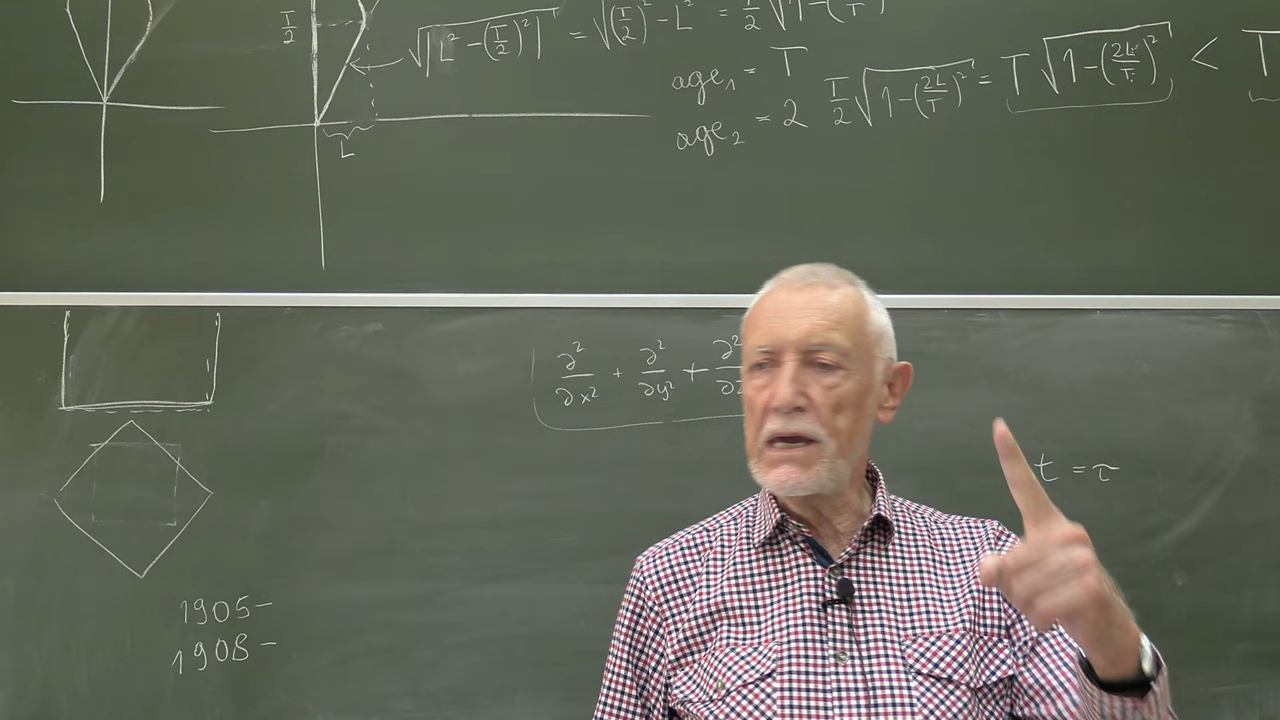 T/2
√|L² − (T/2)²| = √(T/2)² − L² = T/2 √1 − (
age₁ = T
age₂ = 2 T/2 √1 − (2L/T)² = T √1 − (2L/T)² < T
L
∂²/∂x² + ∂²/∂y² + ∂²
t = τ
1905 −
1908 −